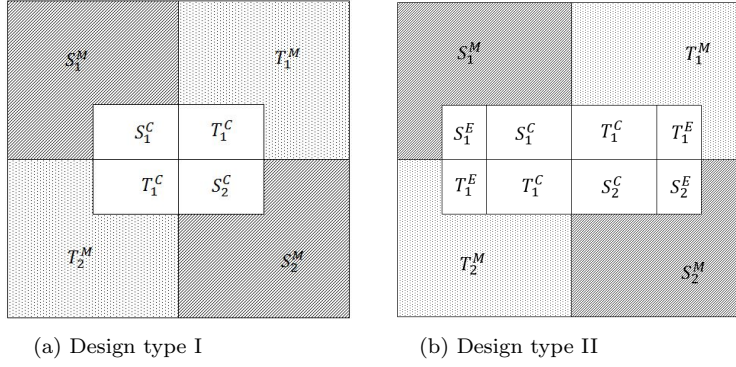 S_1^M T_1^M S_1^M T_1^M
S_1^C T_1^C S_1^E S_1^C T_1^C T_1^E
T_1^C S_2^C T_1^E T_1^C S_2^C S_2^E
T_2^M S_2^M T_2^M S_2^M
(a) Design type I (b) Design type II